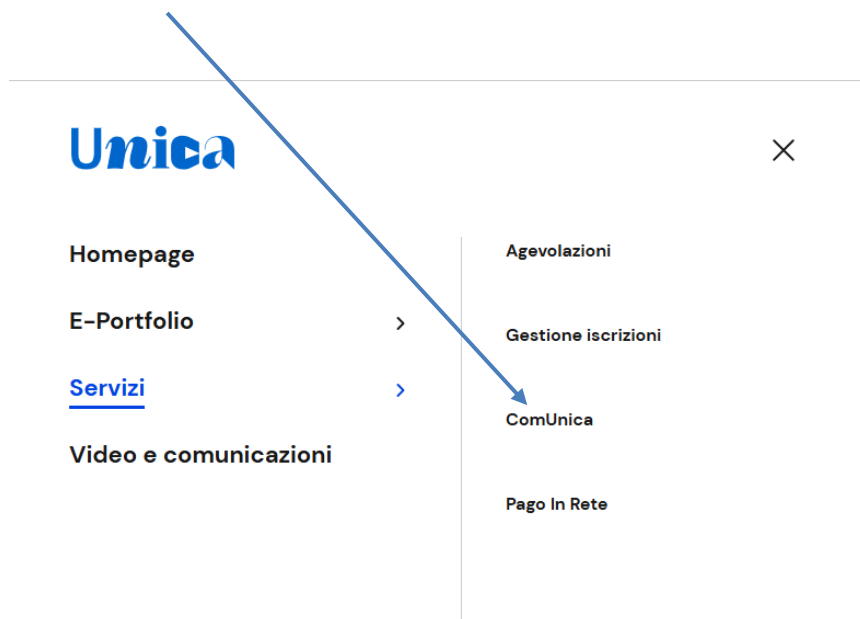 Unica
Homepage
E-Portfolio
Servizi
Video e comunicazioni
Agevolazioni
Gestione iscrizioni
ComUnica
Pago In Rete